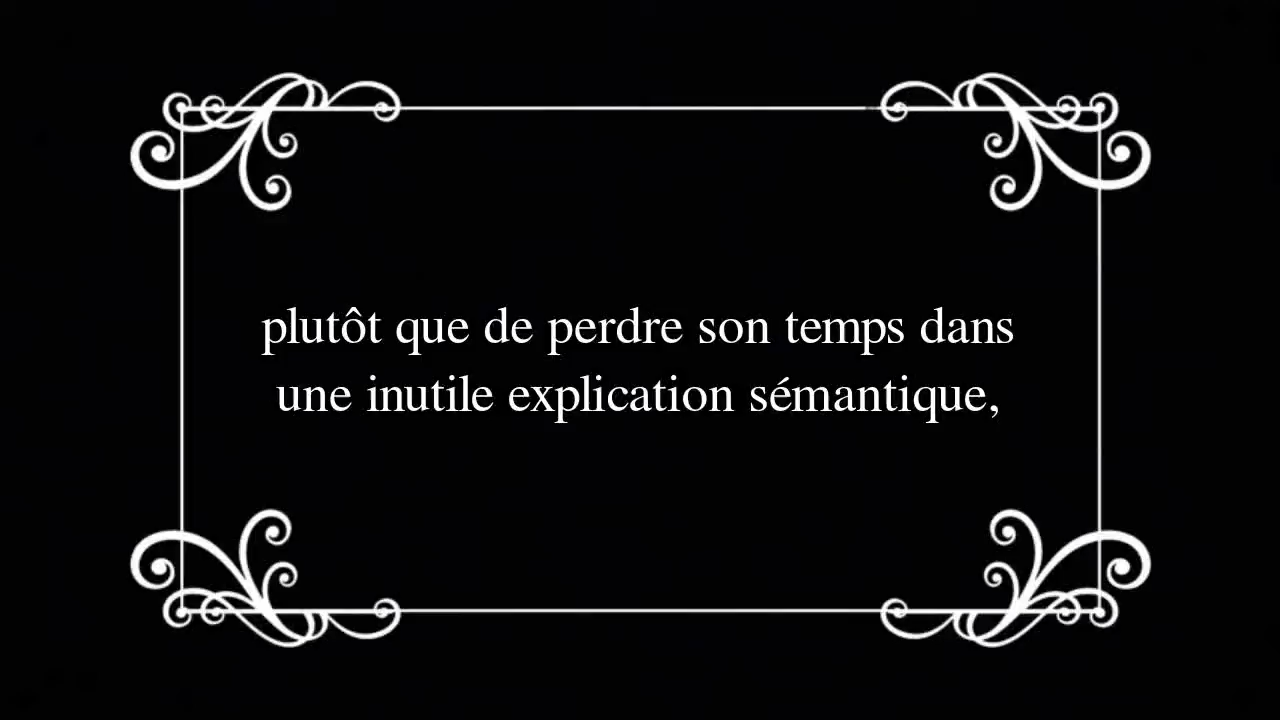 plutôt que de perdre son temps dans
une inutile explication sémantique,